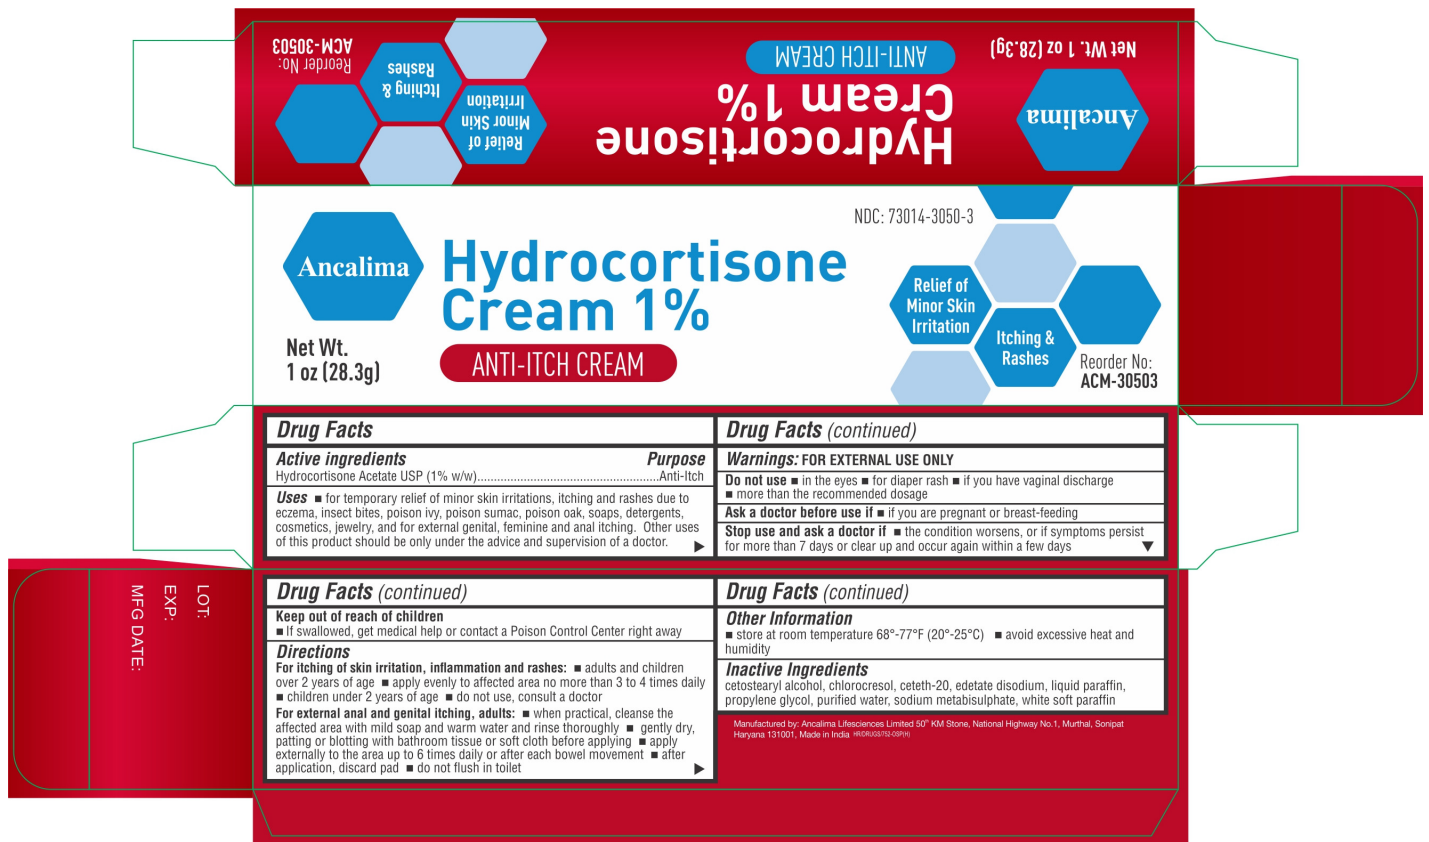 Reorder No:
ACM-30503
Itching &
Rashes
Relief of
Minor Skin
Irritation
Hydrocortisone
Cream 1%
ANTI-ITCH CREAM
Ancalima
Net Wt. 1 oz (28.3g)
Ancalima
Net Wt.
1 oz (28.3g)
Hydrocortisone
Cream 1%
ANTI-ITCH CREAM
NDC: 73014-3050-3
Relief of
Minor Skin
Irritation
Itching &
Rashes
Reorder No:
ACM-30503
Drug Facts
Active ingredients Purpose
Hydrocortisone Acetate USP (1% w/w)......................................................Anti-Itch
Uses ■ for temporary relief of minor skin irritations, itching and rashes due to
eczema, insect bites, poison ivy, poison sumac, poison oak, soaps, detergents,
cosmetics, jewelry, and for external genital, feminine and anal itching. Other uses
of this product should be only under the advice and supervision of a doctor.
Drug Facts (continued)
Warnings: FOR EXTERNAL USE ONLY
Do not use ■ in the eyes ■ for diaper rash ■ if you have vaginal discharge
■ more than the recommended dosage
Ask a doctor before use if ■ if you are pregnant or breast-feeding
Stop use and ask a doctor if ■ the condition worsens, or if symptoms persist
for more than 7 days or clear up and occur again within a few days
LOT:
EXP:
MFG DATE:
Drug Facts (continued)
Keep out of reach of children
■ If swallowed, get medical help or contact a Poison Control Center right away
Directions
For itching of skin irritation, inflammation and rashes: ■ adults and children
over 2 years of age ■ apply evenly to affected area no more than 3 to 4 times daily
■ children under 2 years of age ■ do not use, consult a doctor
For external anal and genital itching, adults: ■ when practical, cleanse the
affected area with mild soap and warm water and rinse thoroughly ■ gently dry,
patting or blotting with bathroom tissue or soft cloth before applying ■ apply
externally to the area up to 6 times daily or after each bowel movement ■ after
application, discard pad ■ do not flush in toilet
Drug Facts (continued)
Other Information
■ store at room temperature 68°-77°F (20°-25°C) ■ avoid excessive heat and
humidity
Inactive Ingredients
cetostearyl alcohol, chlorocresol, ceteth-20, edetate disodium, liquid paraffin,
propylene glycol, purified water, sodium metabisulphate, white soft paraffin
Manufactured by: Ancalima Lifesciences Limited 50th KM Stone, National Highway No.1, Murthal, Sonipat
Haryana 131001, Made in India HR/DRUGS/752-OSP(H)